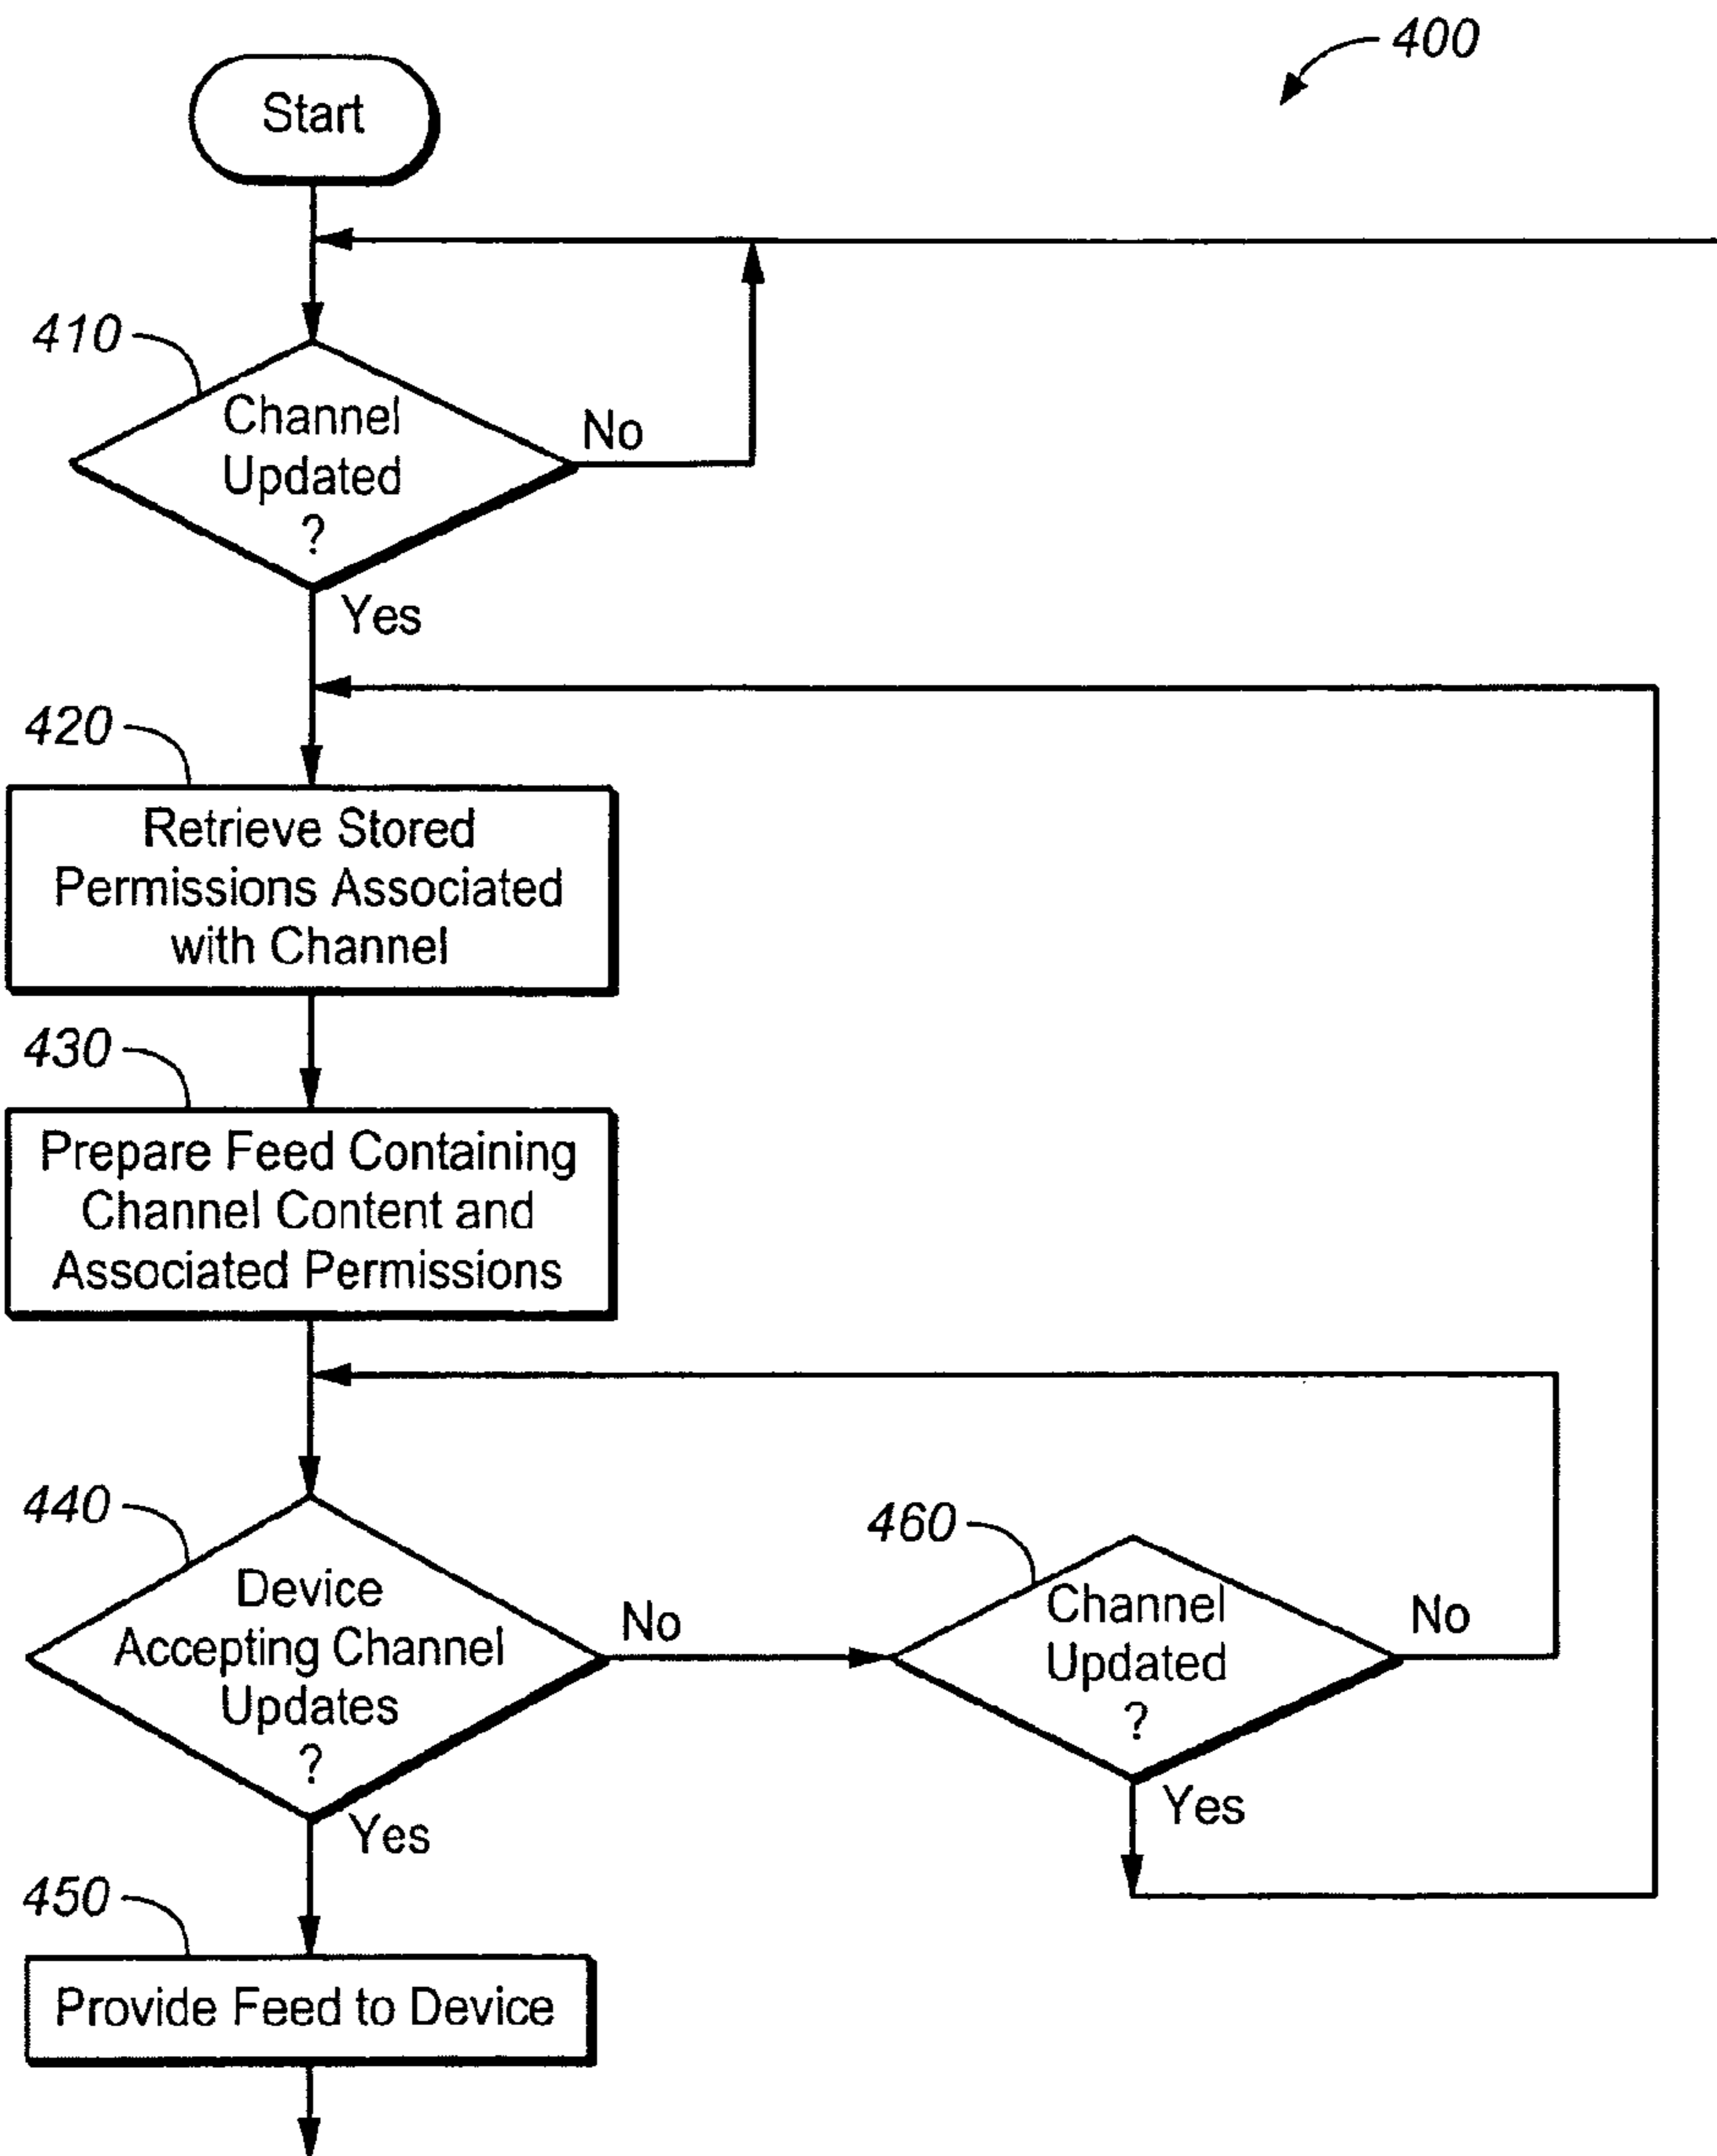 400
Start
410
Channel
Updated
?
No
Yes
420
Retrieve Stored
Permissions Associated
with Channel
430
Prepare Feed Containing
Channel Content and
Associated Permissions
440
Device
Accepting Channel
Updates
?
No
Yes
460
Channel
Updated
?
No
Yes
450
Provide Feed to Device